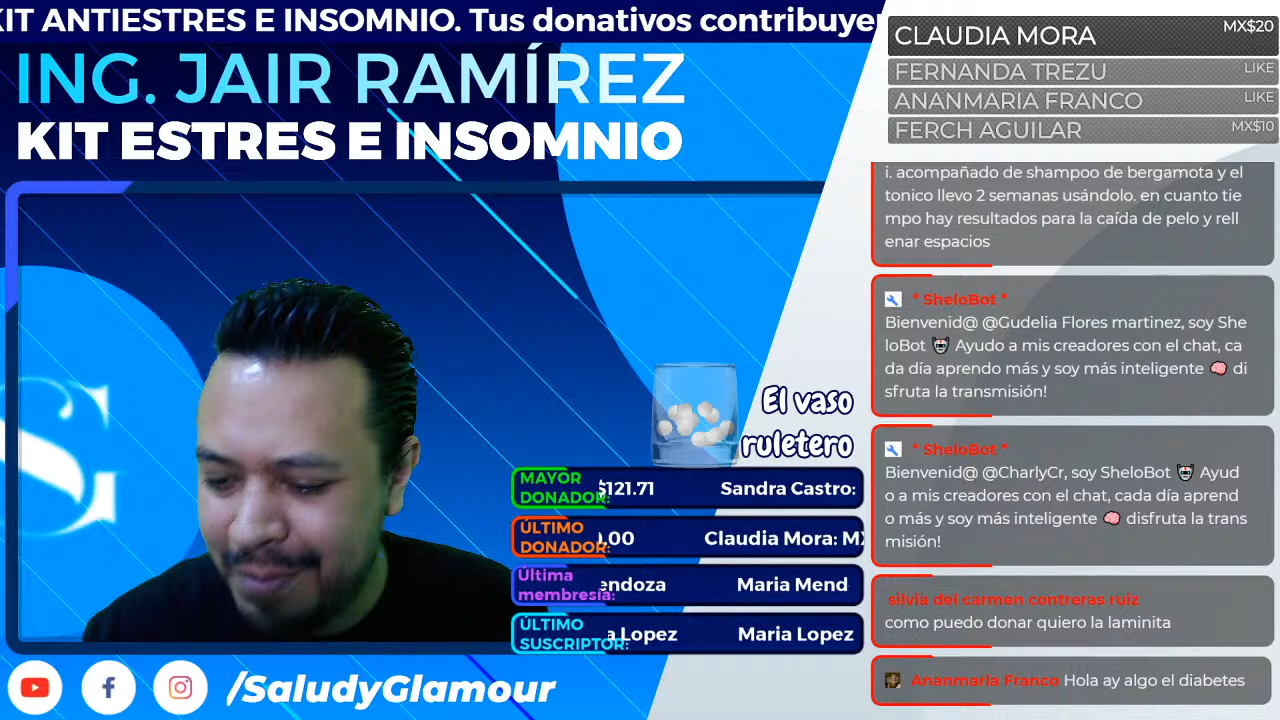 KIT ANTIESTRES E INSOMNIO. Tus donativos contribuyen
ING. JAIR RAMÍREZ
KIT ESTRES E INSOMNIO
El vaso
ruletero
MAYOR
DONADOR:
$121.71 Sandra Castro:
ÚLTIMO
DONADOR:
.00 Claudia Mora: MX
Última
membresía:
endoza Maria Mend
ÚLTIMO
SUSCRIPTOR:
a Lopez Maria Lopez
/SaludyGlamour
CLAUDIA MORA MX$20
FERNANDA TREZU LIKE
ANANMARIA FRANCO LIKE
FERCH AGUILAR MX$10
i. acompañado de shampoo de bergamota y el
tonico llevo 2 semanas usándolo. en cuanto tie
mpo hay resultados para la caída de pelo y rell
enar espacios
* SheloBot *
Bienvenid@ @Gudelia Flores martinez, soy She
loBot Ayudo a mis creadores con el chat, ca
da día aprendo más y soy más inteligente di
sfruta la transmisión!
* SheloBot *
Bienvenid@ @CharlyCr, soy SheloBot Ayud
o a mis creadores con el chat, cada día aprend
o más y soy más inteligente disfruta la trans
misión!
silvia del carmen contreras ruiz
como puedo donar quiero la laminita
Ananmaria Franco Hola ay algo el diabetes